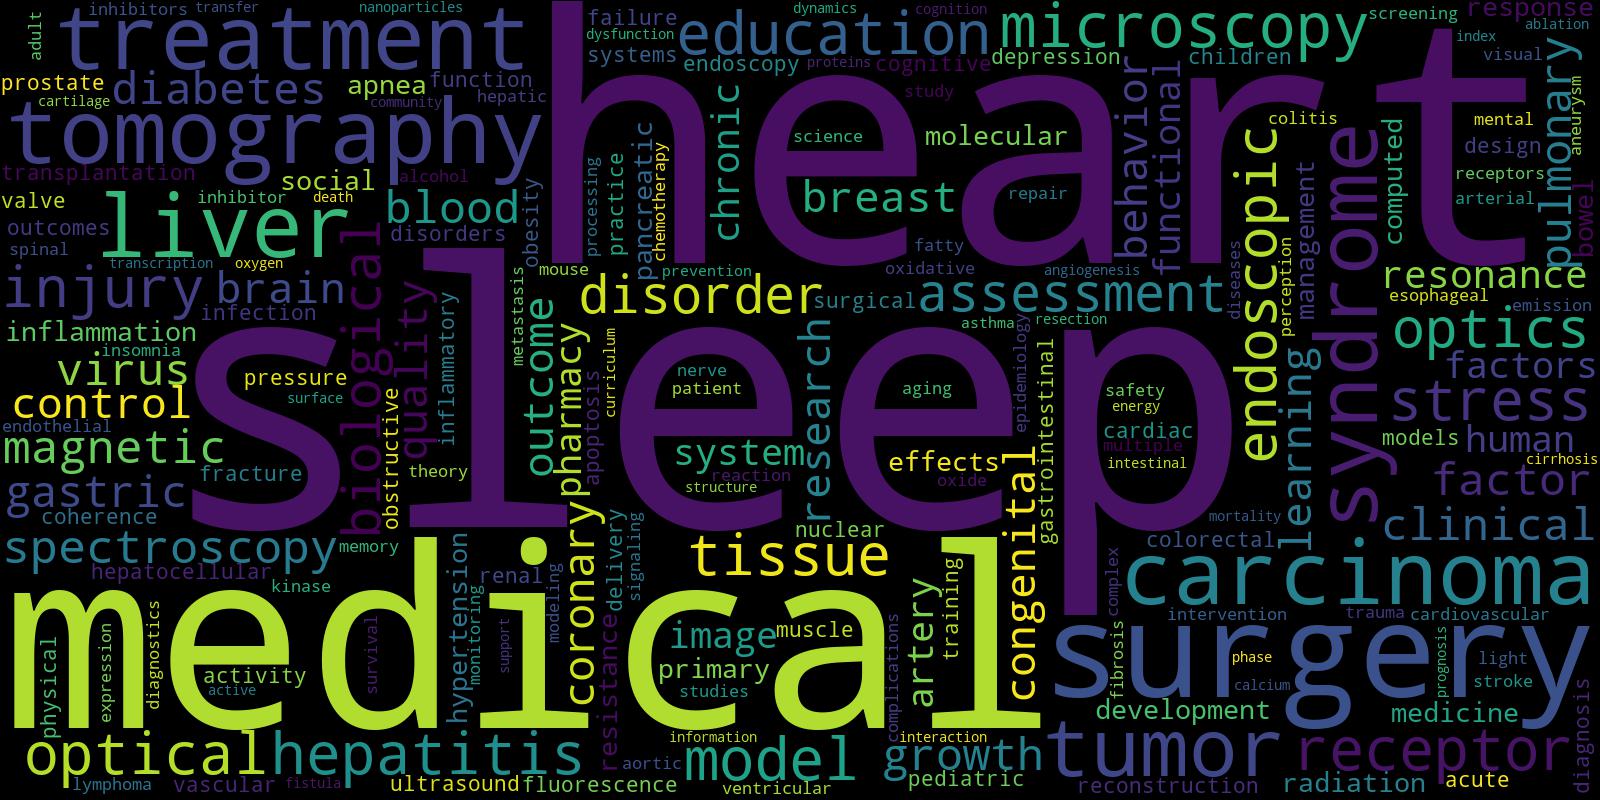 inhibitors transfer nanoparticles
adult treatment
heart
failure dysfunction systems
education
dynamics cognition
microscopy screening response
ablation index visual
prostate diabetes apnea function
cartilage community hepatic
endoscopy proteins cognitive depression children
study
tomography
transplantation social alcohol
valve liver inhibitor death blood
outcomes spinal disorders obesity
transcription oxygen
processing practice pancreatic chemotherapy chronic
science molecular
breast repair
behavior functional
fatty oxidative angiogenesis
colitis endoscopic management computed
mental design receptors arterial
pulmonary aneurysm bowel
injury brain infection
biological quality inflammatory
metastasis mouse prevention
disorder surgical assessment
diseases perception
syndrome
resonance esophageal emission
optics
inflammation insomnia
virus
sleep
pressure surface
control endothelial
magnetic fracture
obstructive theory
outcome pharmacy apoptosis curriculum
nerve patient
research
asthma resection
aging epidemiology gastrointestinal
safety energy cardiac multiple intestinal
learning
factors stress
models human cirrhosis
factor
system reaction structure
effects oxide
gastric coherence
spectroscopy memory
hepatocellular kinase
hypertension renal monitoring support modeling
coronary delivery signaling
nuclear
tissue
congenital
mortality colorectal clinical
complex carcinoma
medical
physical expression diagnostics
activity active survival
resistance
image muscle primary studies
complications artery training
intervention trauma cardiovascular
surgery
fibrosis phase calcium prognosis light stroke
development medicine
optical hepatitis
information model aortic
interaction growth pediatric
tumor receptor diagnosis
lymphoma vascular fistula ultrasound fluorescence ventricular
reconstruction radiation acute